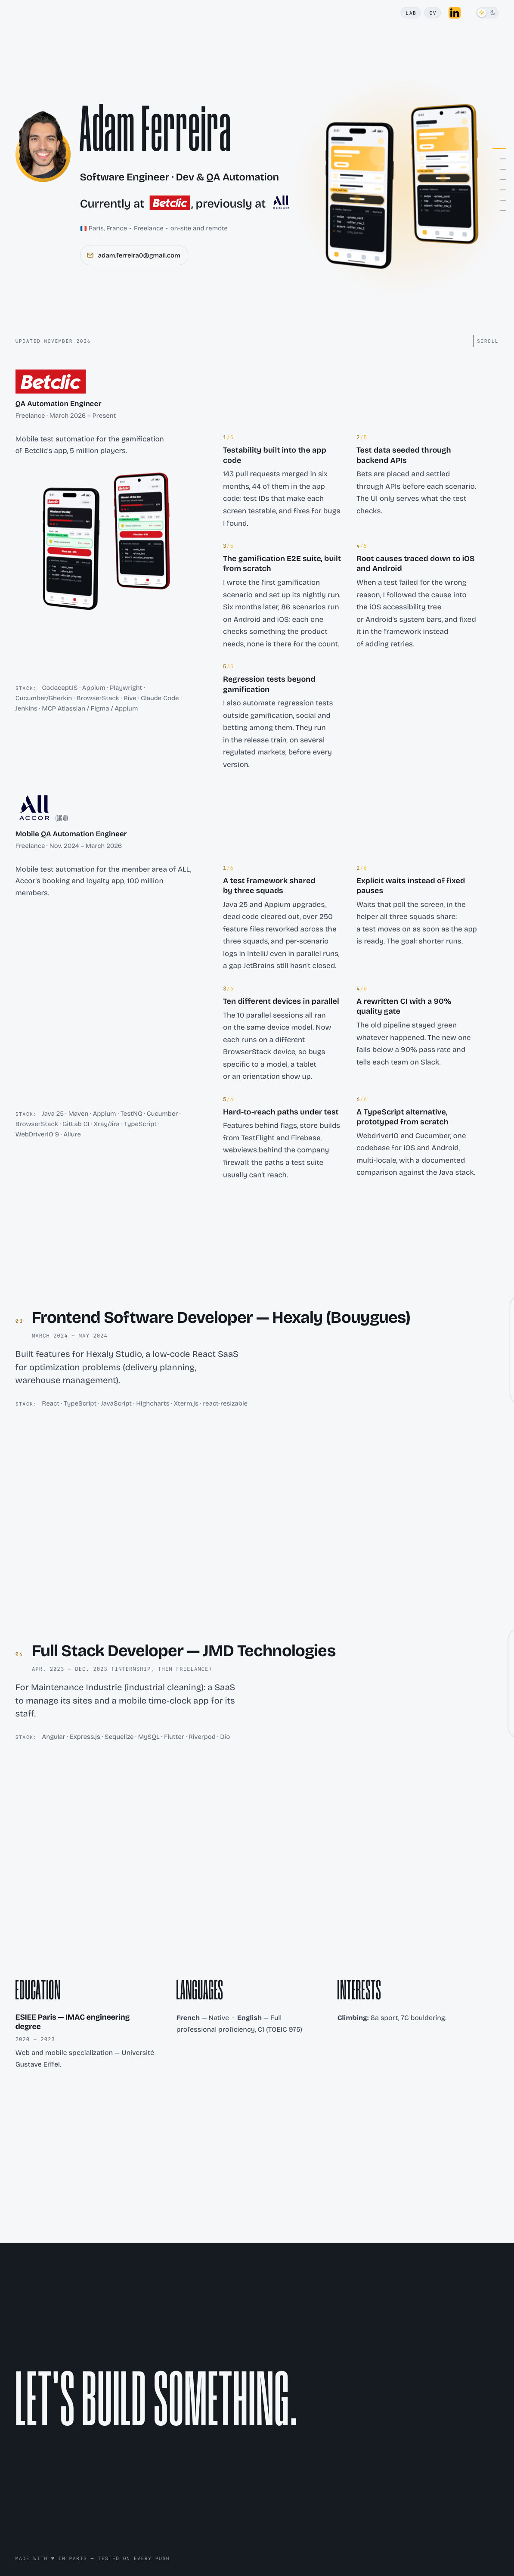 LAB CV in
Adam Ferreira
Software Engineer · Dev & QA Automation
Currently at Betclic, previously at ALL
Paris, France • Freelance • on-site and remote
adam.ferreira0@gmail.com
UPDATED NOVEMBER 2024
SCROLL
Betclic
QA Automation Engineer
Freelance · March 2026 – Present
Mobile test automation for the gamification
of Betclic's app, 5 million players.
STACK: CodeceptJS · Appium · Playwright ·
Cucumber/Gherkin · BrowserStack · Rive · Claude Code ·
Jenkins · MCP Atlassian / Figma / Appium
1/5
Testability built into the app
code
143 pull requests merged in six
months, 44 of them in the app
code: test IDs that make each
screen testable, and fixes for bugs
I found.
2/5
Test data seeded through
backend APIs
Bets are placed and settled
through APIs before each scenario.
The UI only serves what the test
checks.
3/5
The gamification E2E suite, built
from scratch
I wrote the first gamification
scenario and set up its nightly run.
Six months later, 86 scenarios run
on Android and iOS: each one
checks something the product
needs, none is there for the count.
4/5
Root causes traced down to iOS
and Android
When a test failed for the wrong
reason, I followed the cause into
the iOS accessibility tree
or Android's system bars, and fixed
it in the framework instead
of adding retries.
5/5
Regression tests beyond
gamification
I also automate regression tests
outside gamification, social and
betting among them. They run
in the release train, on several
regulated markets, before every
version.
ALL
ACCOR
Mobile QA Automation Engineer
Freelance · Nov. 2024 – March 2026
Mobile test automation for the member area of ALL,
Accor's booking and loyalty app, 100 million
members.
STACK: Java 25 · Maven · Appium · TestNG · Cucumber ·
BrowserStack · GitLab CI · Xray/Jira · TypeScript ·
WebDriverIO 9 · Allure
1/6
A test framework shared
by three squads
Java 25 and Appium upgrades,
dead code cleared out, over 250
feature files reworked across the
three squads, and per-scenario
logs in IntelliJ even in parallel runs,
a gap JetBrains still hasn't closed.
2/6
Explicit waits instead of fixed
pauses
Waits that poll the screen, in the
helper all three squads share:
a test moves on as soon as the app
is ready. The goal: shorter runs.
3/6
Ten different devices in parallel
The 10 parallel sessions all ran
on the same device model. Now
each runs on a different
BrowserStack device, so bugs
specific to a model, a tablet
or an orientation show up.
4/6
A rewritten CI with a 90%
quality gate
The old pipeline stayed green
whatever happened. The new one
fails below a 90% pass rate and
tells each team on Slack.
5/6
Hard-to-reach paths under test
Features behind flags, store builds
from TestFlight and Firebase,
webviews behind the company
firewall: the paths a test suite
usually can't reach.
6/6
A TypeScript alternative,
prototyped from scratch
WebdriverIO and Cucumber, one
codebase for iOS and Android,
multi-locale, with a documented
comparison against the Java stack.
03 Frontend Software Developer — Hexaly (Bouygues)
MARCH 2024 – MAY 2024
Built features for Hexaly Studio, a low-code React SaaS
for optimization problems (delivery planning,
warehouse management).
STACK: React · TypeScript · JavaScript · Highcharts · Xterm.js · react-resizable
04 Full Stack Developer — JMD Technologies
APR. 2023 – DEC. 2023 (INTERNSHIP, THEN FREELANCE)
For Maintenance Industrie (industrial cleaning): a SaaS
to manage its sites and a mobile time-clock app for its
staff.
STACK: Angular · Express.js · Sequelize · MySQL · Flutter · Riverpod · Dio
EDUCATION
ESIEE Paris — IMAC engineering
degree
2020 – 2023
Web and mobile specialization — Université
Gustave Eiffel.
LANGUAGES
French — Native · English — Full
professional proficiency, C1 (TOEIC 975)
INTERESTS
Climbing: 8a sport, 7C bouldering.
LET'S BUILD SOMETHING.
MADE WITH ♥ IN PARIS — TESTED ON EVERY PUSH